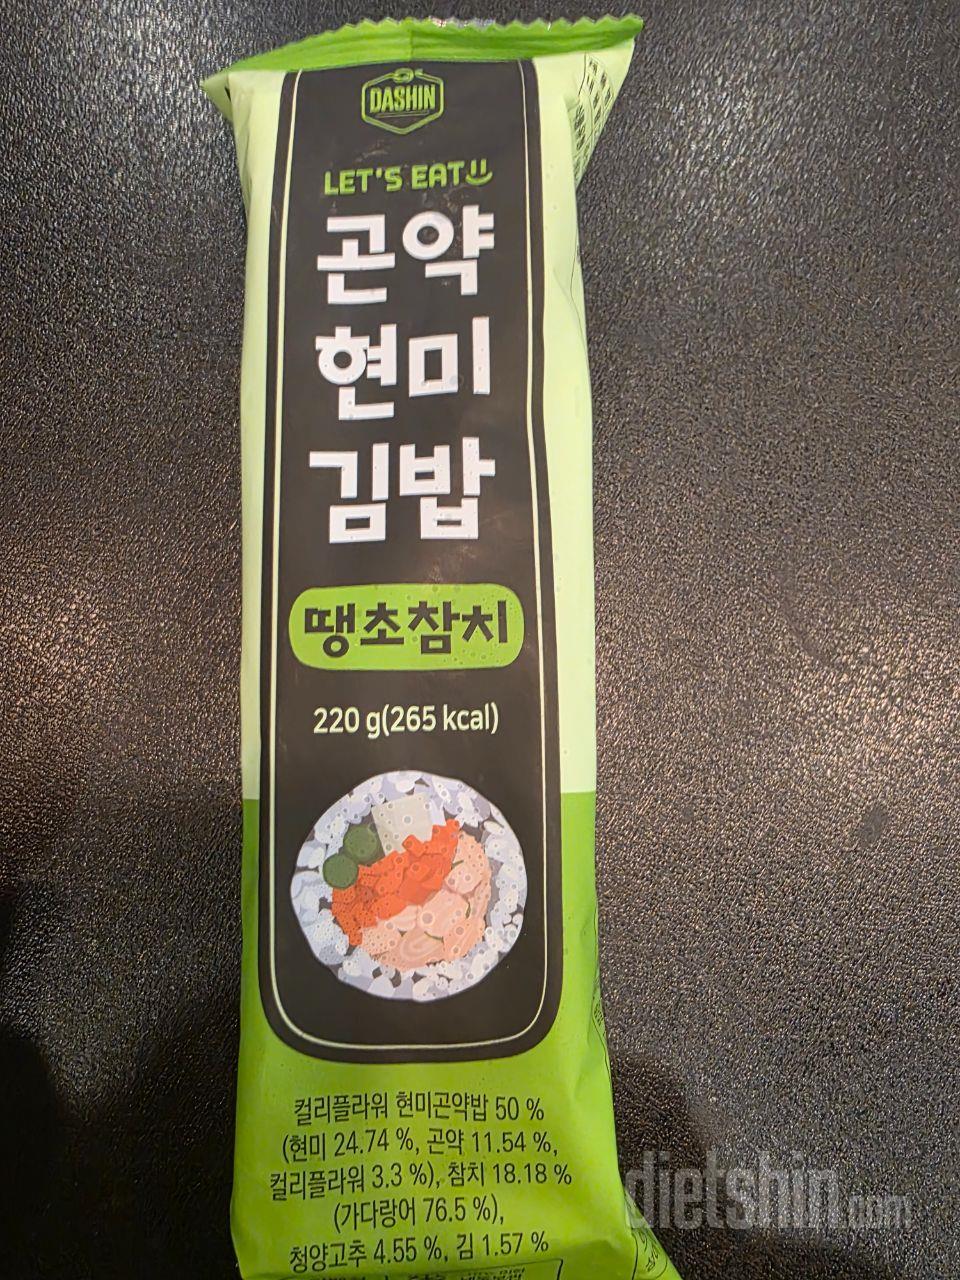 DASHIN
LET'S EAT
곤약
현미
김밥
땡초참치
220 g(265 kcal)
컬리플라워 현미곤약밥 50 %
(현미 24.74 %, 곤약 11.54 %,
컬리플라워 3.3 %), 참치 18.18 %
(가다랑어 76.5 %),
청양고추 4.55 %, 김 1.57 %
dietshin.com